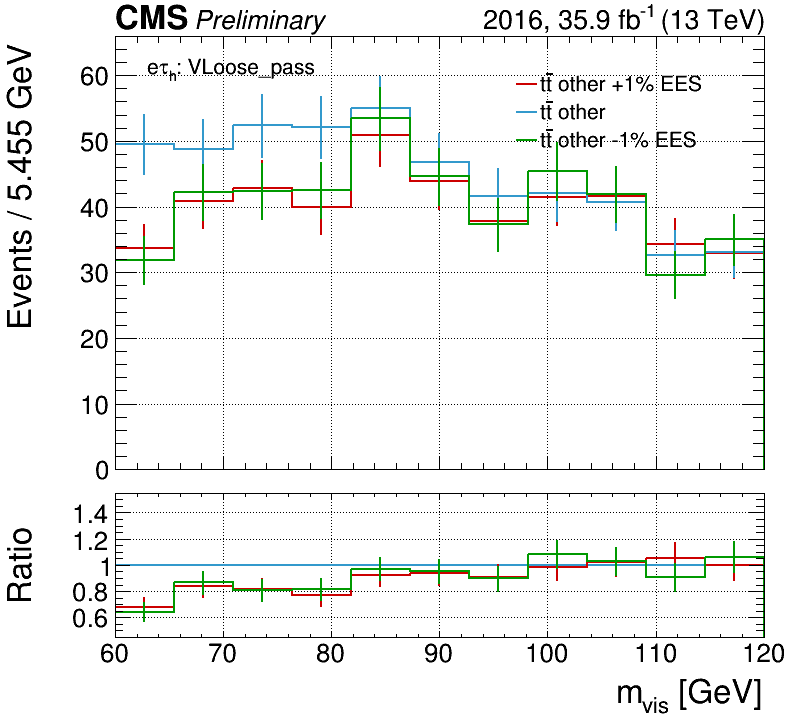 CMS Preliminary 2016, 35.9 fb⁻¹ (13 TeV)
eτₕ: VLoose_pass
tt̄ other +1% EES
tt̄ other
tt̄ other -1% EES
Events / 5.455 GeV
60
50
40
30
20
10
0
Ratio
1.4
1.2
1
0.8
0.6
60 70 80 90 100 110 120
m_vis [GeV]